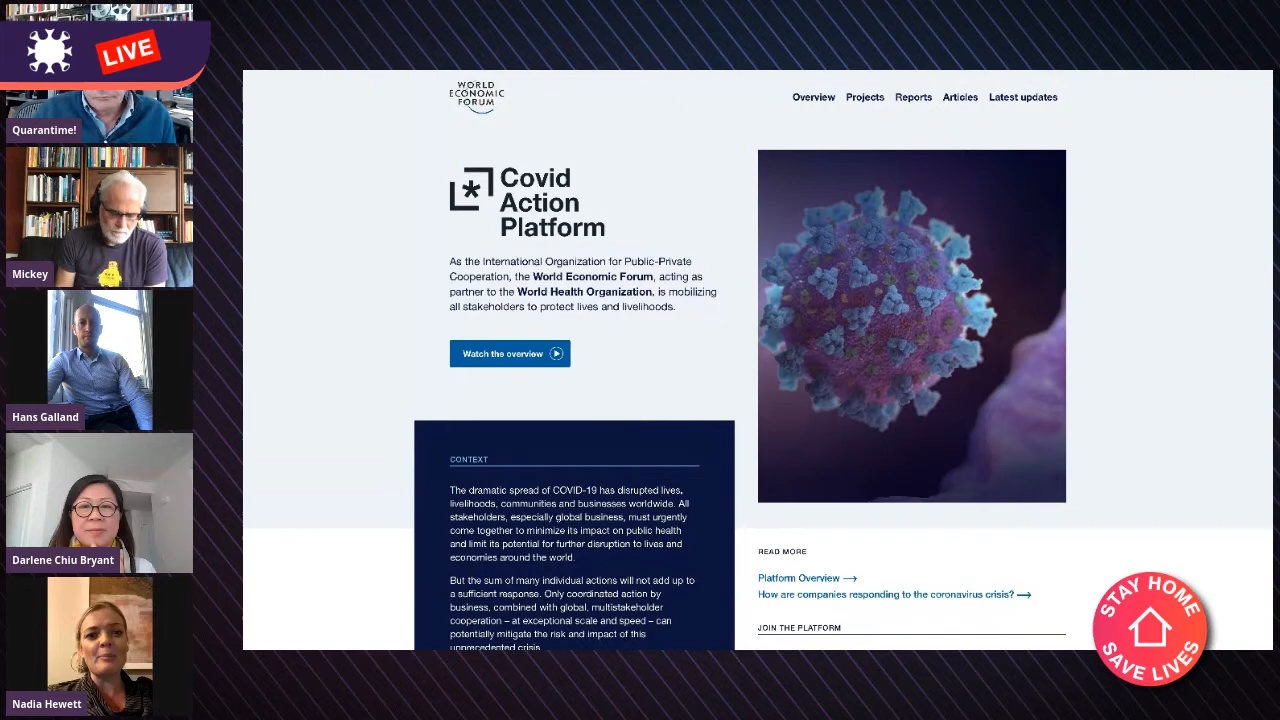 LIVE
Quarantime!
Mickey
Hans Galland
Darlene Chiu Bryant
Nadia Hewett
WORLD
ECONOMIC
FORUM
Overview Projects Reports Articles Latest updates
Covid
Action
Platform
As the International Organization for Public-Private
Cooperation, the World Economic Forum, acting as
partner to the World Health Organization, is mobilizing
all stakeholders to protect lives and livelihoods.
Watch the overview
CONTEXT
The dramatic spread of COVID-19 has disrupted lives,
livelihoods, communities and businesses worldwide. All
stakeholders, especially global business, must urgently
come together to minimize its impact on public health
and limit its potential for further disruption to lives and
economies around the world.
But the sum of many individual actions will not add up to
a sufficient response. Only coordinated action by
business, combined with global, multistakeholder
cooperation – at exceptional scale and speed – can
potentially mitigate the risk and impact of this
unprecedented crisis.
READ MORE
Platform Overview →
How are companies responding to the coronavirus crisis? →
JOIN THE PLATFORM
STAY HOME
SAVE LIVES